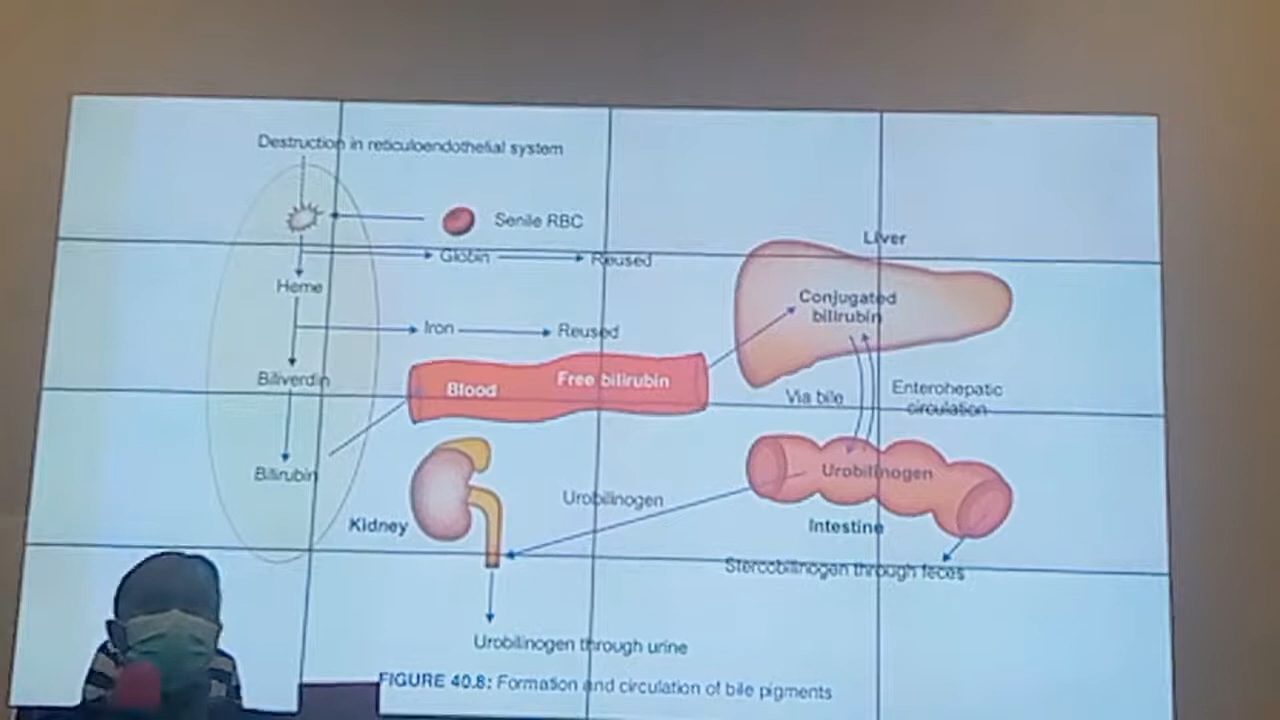 Destruction in reticuloendothelial system
Senile RBC
Globin
Reused
Heme
Iron
Reused
Biliverdin
Bilirubin
Blood
Free bilirubin
Liver
Conjugated
bilirubin
Via bile
Enterohepatic
circulation
Urobilinogen
Intestine
Kidney
Urobilinogen
Stercobilinogen through feces
Urobilinogen through urine
FIGURE 40.8: Formation and circulation of bile pigments